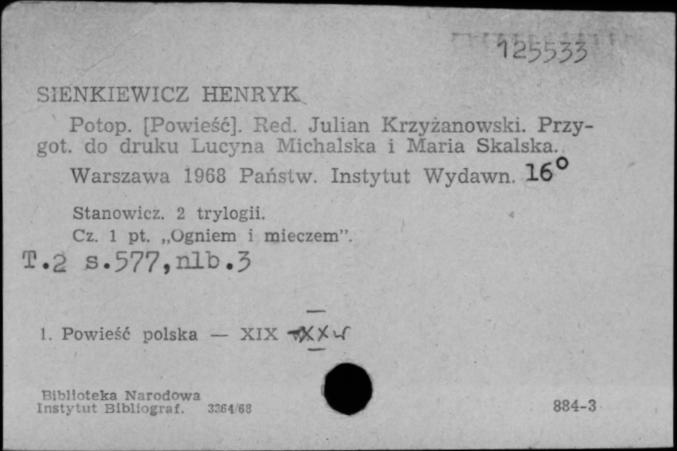 125533
SIENKIEWICZ HENRYK
Potop. [Powieść]. Red. Julian Krzyżanowski. Przy-
got. do druku Lucyna Michalska i Maria Skalska.
Warszawa 1968 Państw. Instytut Wydawn. 16°
Stanowicz. 2 trylogii.
Cz. 1 pt. „Ogniem i mieczem”.
T.2 s.577,nlb.3
1. Powieść polska — XIX
Biblioteka Narodowa
Instytut Bibliograf. 3364/68 884-3